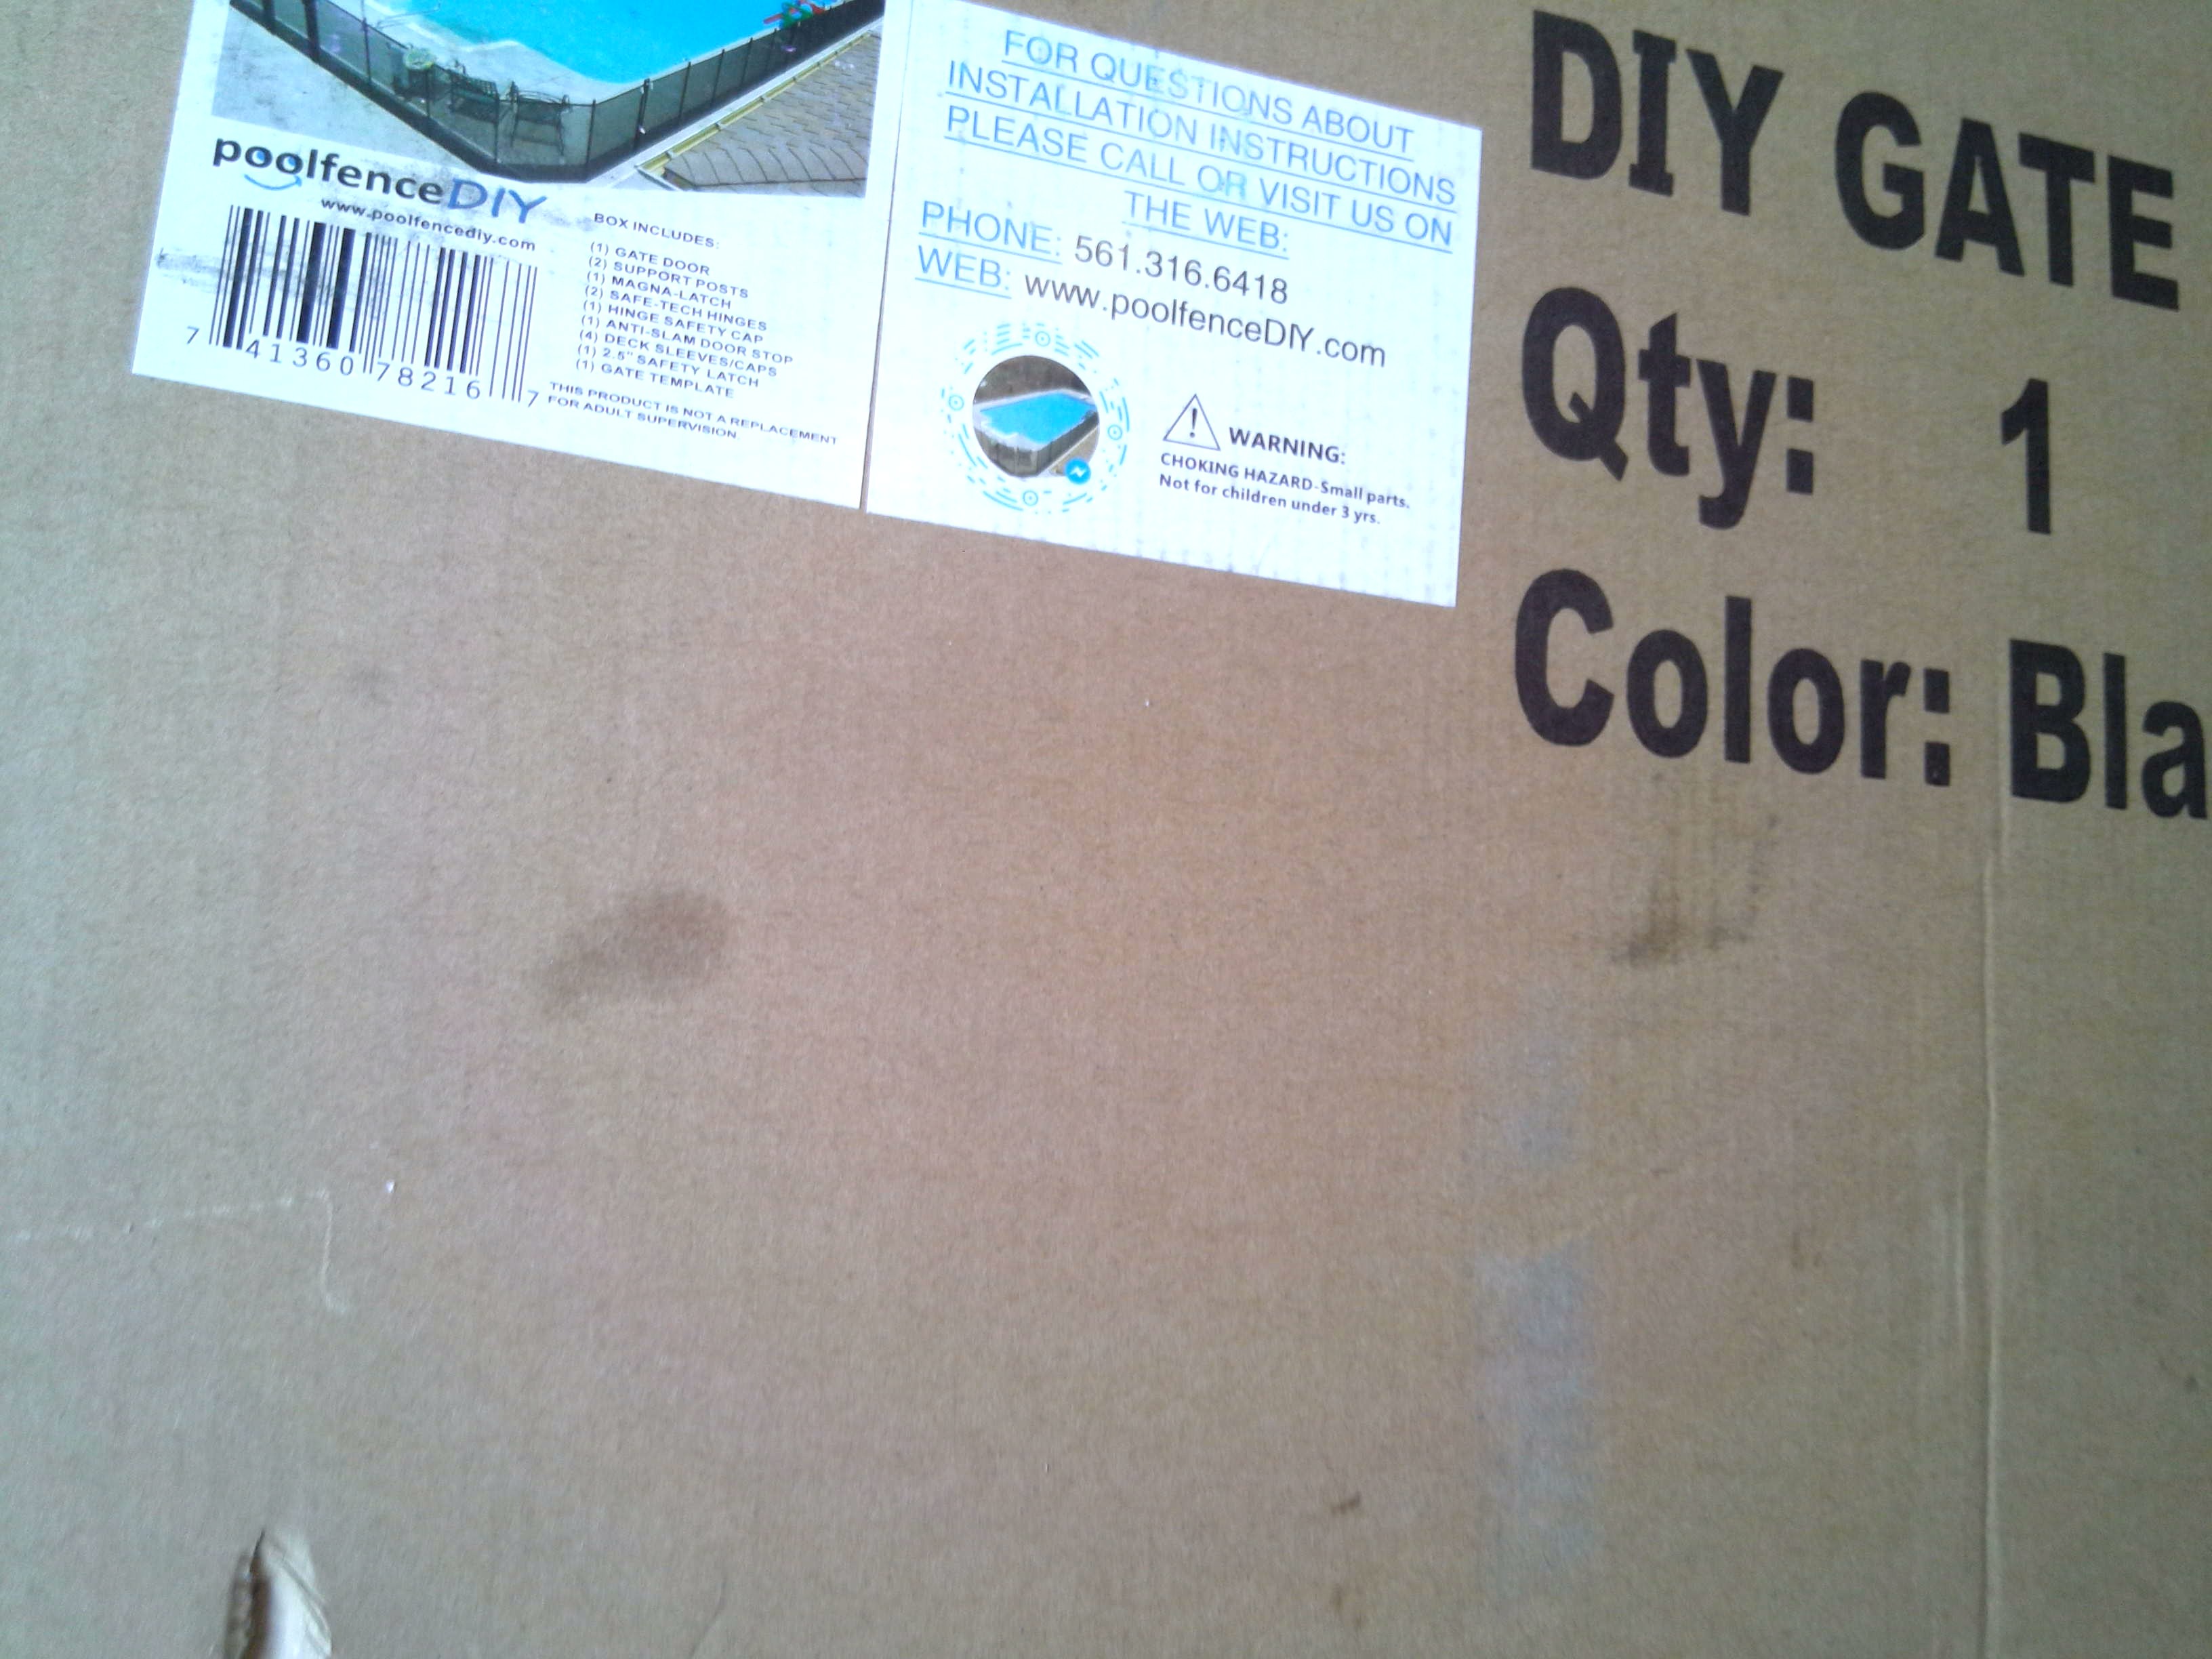 poolfenceDIY
www.poolfencediy.com
7 41360 78216 7
BOX INCLUDES:
(1) GATE DOOR
(2) SUPPORT POSTS
(1) MAGNA-LATCH
(2) SAFE-TECH HINGES
(1) HINGE SAFETY CAP
(1) ANTI-SLAM DOOR STOP
(4) DECK SLEEVES/CAPS
(1) 2.5" SAFETY LATCH
(1) GATE TEMPLATE
THIS PRODUCT IS NOT A REPLACEMENT
FOR ADULT SUPERVISION
FOR QUESTIONS ABOUT
INSTALLATION INSTRUCTIONS
PLEASE CALL OR VISIT US ON
THE WEB:
PHONE: 561.316.6418
WEB: www.poolfenceDIY.com
WARNING:
CHOKING HAZARD-Small parts.
Not for children under 3 yrs.
DIY GATE
Qty: 1
Color: Bla